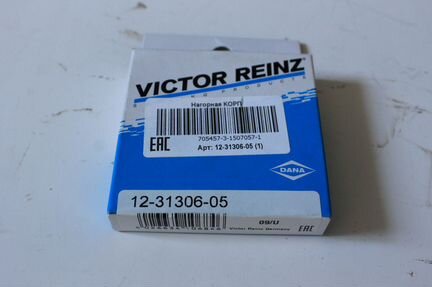 VICTOR REINZ®
Нагорная КОРП
705457-3-1507057-1
EAC
Арт: 12-31306-05 (1)
DANA
12-31306-05
09/U
Victor Reinz Germany